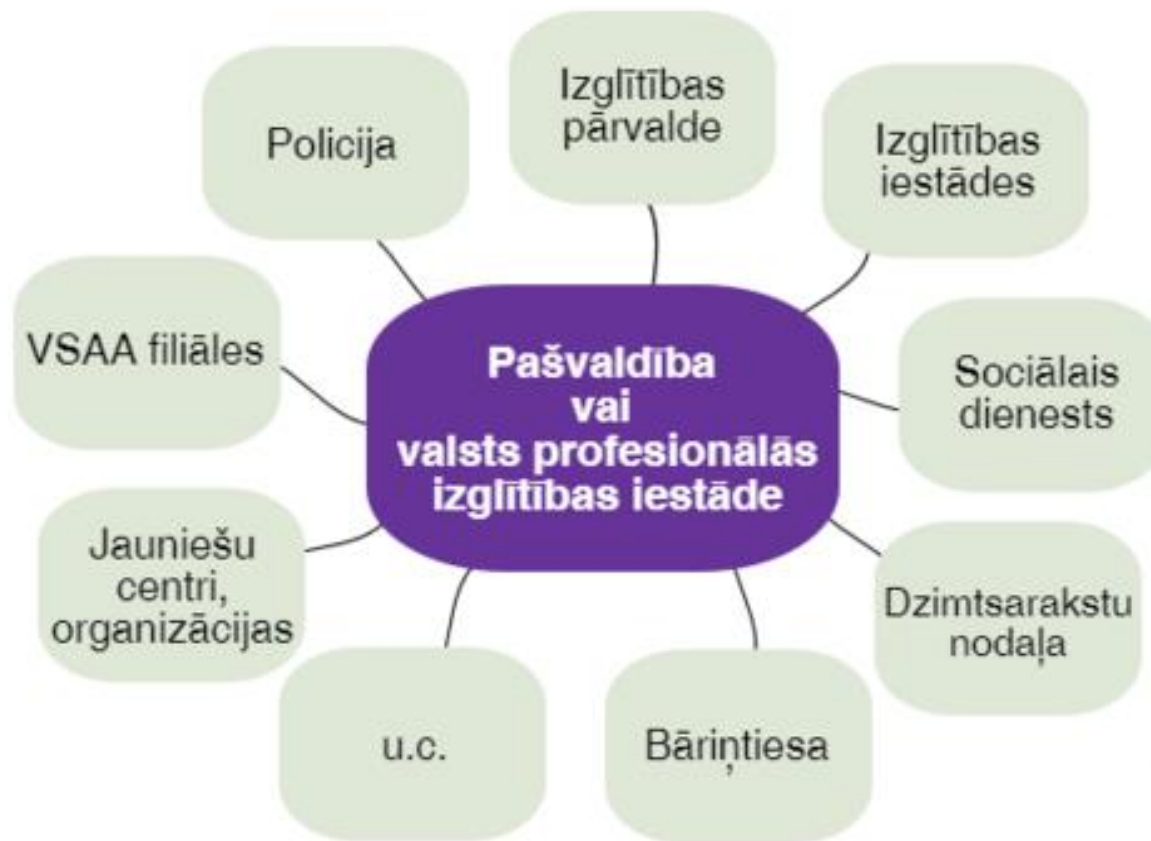 Izglītības
pārvalde
Policija
Izglītības
iestādes
VSAA filiāles
Pašvaldība
vai
valsts profesionālās
izglītības iestāde
Sociālais
dienests
Jauniešu
centri,
organizācijas
Dzimtsarakstu
nodaļa
u.c.
Bāriņtiesa